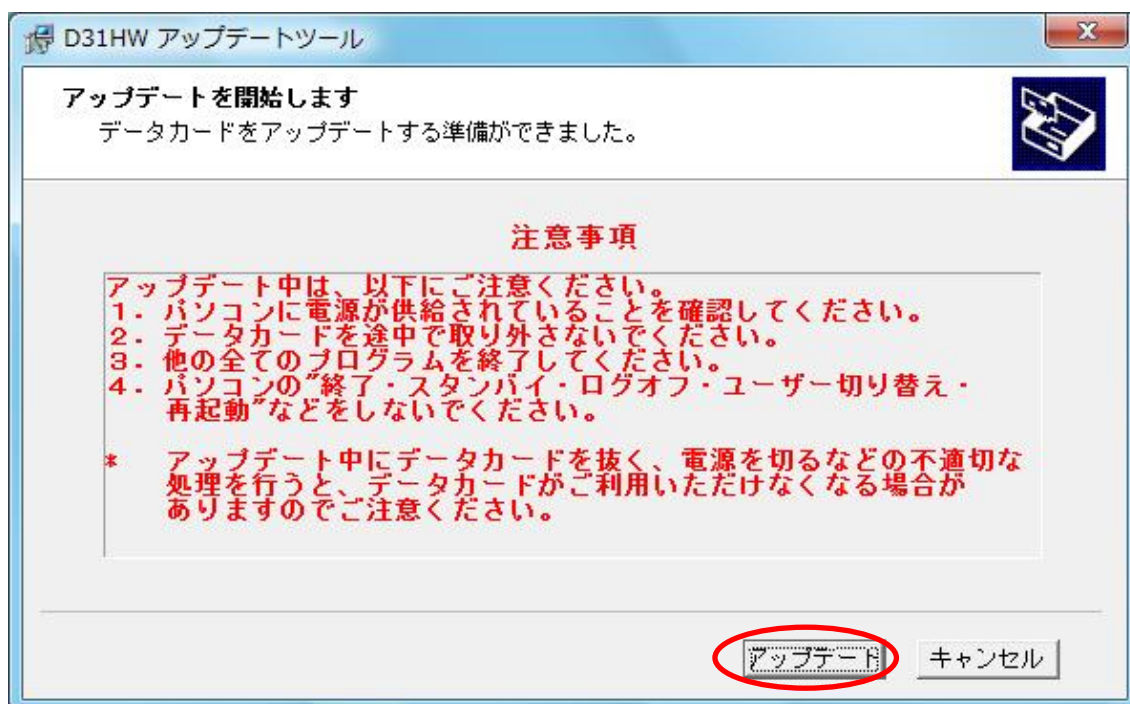 D31HW アップデートツール
アップデートを開始します
データカードをアップデートする準備ができました。
注意事項
アップデート中は、以下にご注意ください。
1. パソコンに電源が供給されていることを確認してください。
2. データカードを途中で取り外さないでください。
3. 他の全てのプログラムを終了してください。
4. パソコンの"終了・スタンバイ・ログオフ・ユーザー切り替え・
再起動"などをしないでください。
* アップデート中にデータカードを抜く、電源を切るなどの不適切な
処理を行うと、データカードがご利用いただけなくなる場合が
ありますのでご注意ください。
アップデート
キャンセル